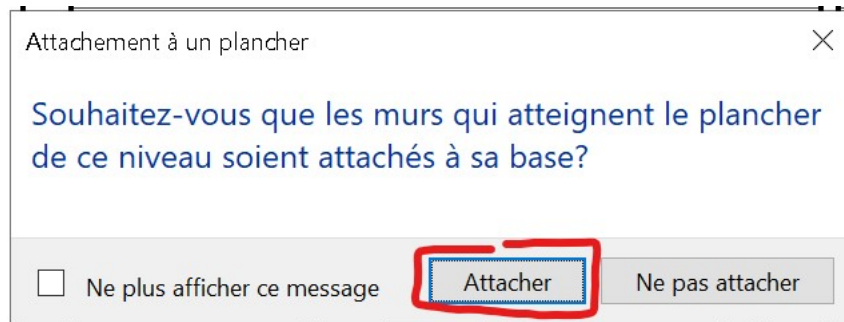 Attachement à un plancher
Souhaitez-vous que les murs qui atteignent le plancher
de ce niveau soient attachés à sa base?
Ne plus afficher ce message
Attacher
Ne pas attacher